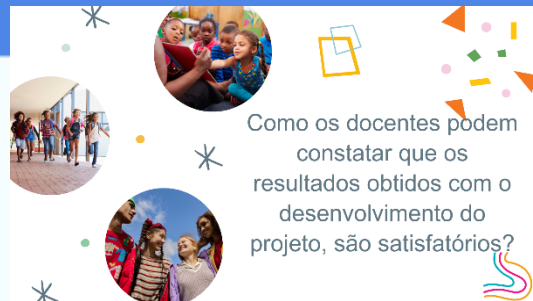 Como os docentes podem
constatar que os
resultados obtidos com o
desenvolvimento do
projeto, são satisfatórios?